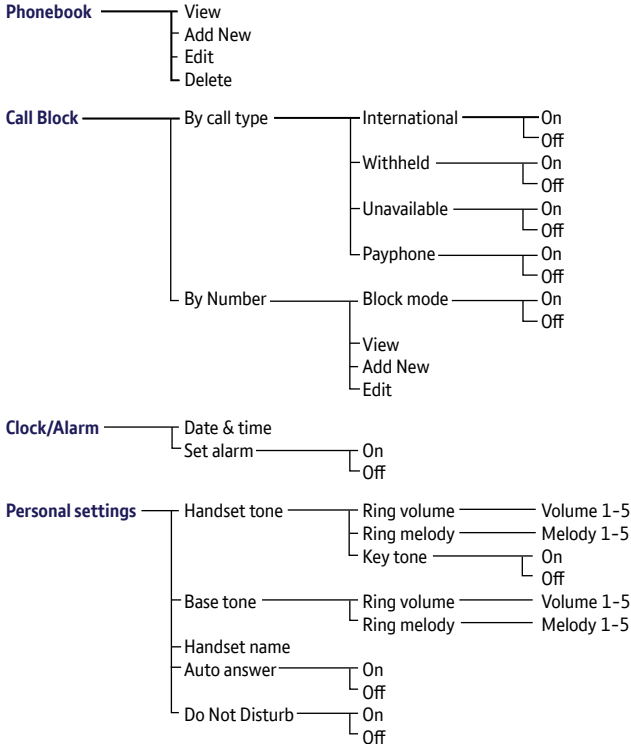 Phonebook View
Add New
Edit
Delete
Call Block By call type International On
Off
Withheld On
Off
Unavailable On
Off
Payphone On
Off
By Number Block mode On
Off
View
Add New
Edit
Clock/Alarm Date & time
Set alarm On
Off
Personal settings Handset tone Ring volume Volume 1-5
Ring melody Melody 1-5
Key tone On
Off
Base tone Ring volume Volume 1-5
Ring melody Melody 1-5
Handset name
Auto answer On
Off
Do Not Disturb On
Off